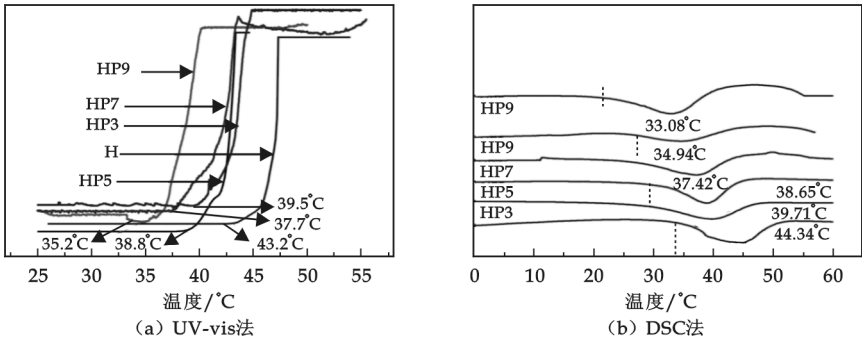 HP9
HP7
HP3
H
HP5
39.5°C
37.7°C
35.2°C
38.8°C
43.2°C
25 30 35 40 45 50 55
温度/°C
(a) UV-vis法
HP9
33.08°C
HP9
34.94°C
HP7
37.42°C
HP5
38.65°C
HP3
39.71°C
44.34°C
0 10 20 30 40 50 60
温度/°C
(b) DSC法